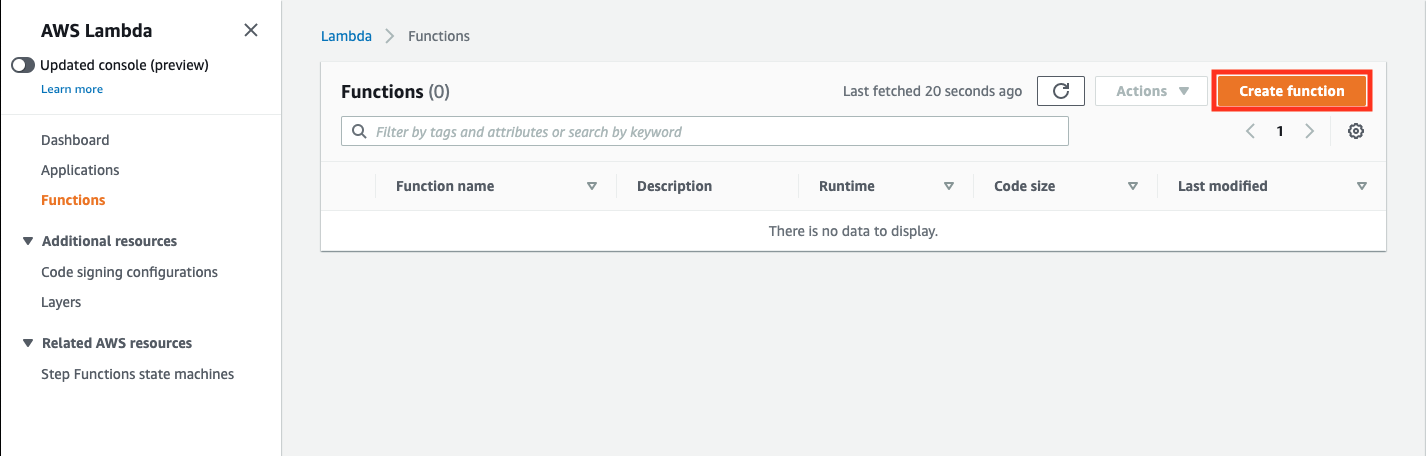 AWS Lambda
Updated console (preview)
Learn more
Dashboard
Applications
Functions
Additional resources
Code signing configurations
Layers
Related AWS resources
Step Functions state machines
Lambda Functions
Functions (0) Last fetched 20 seconds ago Actions Create function
Filter by tags and attributes or search by keyword 1
Function name Description Runtime Code size Last modified
There is no data to display.